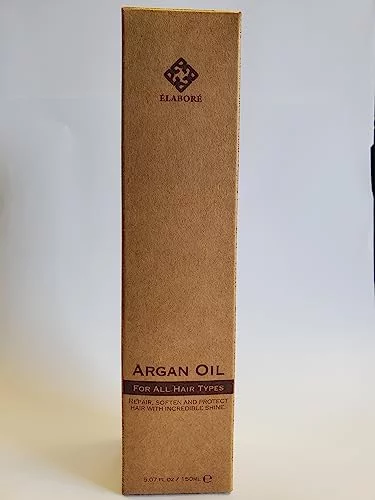 ÉLABORÉ
ARGAN OIL
FOR ALL HAIR TYPES
REPAIR, SOFTEN AND PROTECT
HAIR WITH INCREDIBLE SHINE
5.07 fl.oz / 150ML ℮